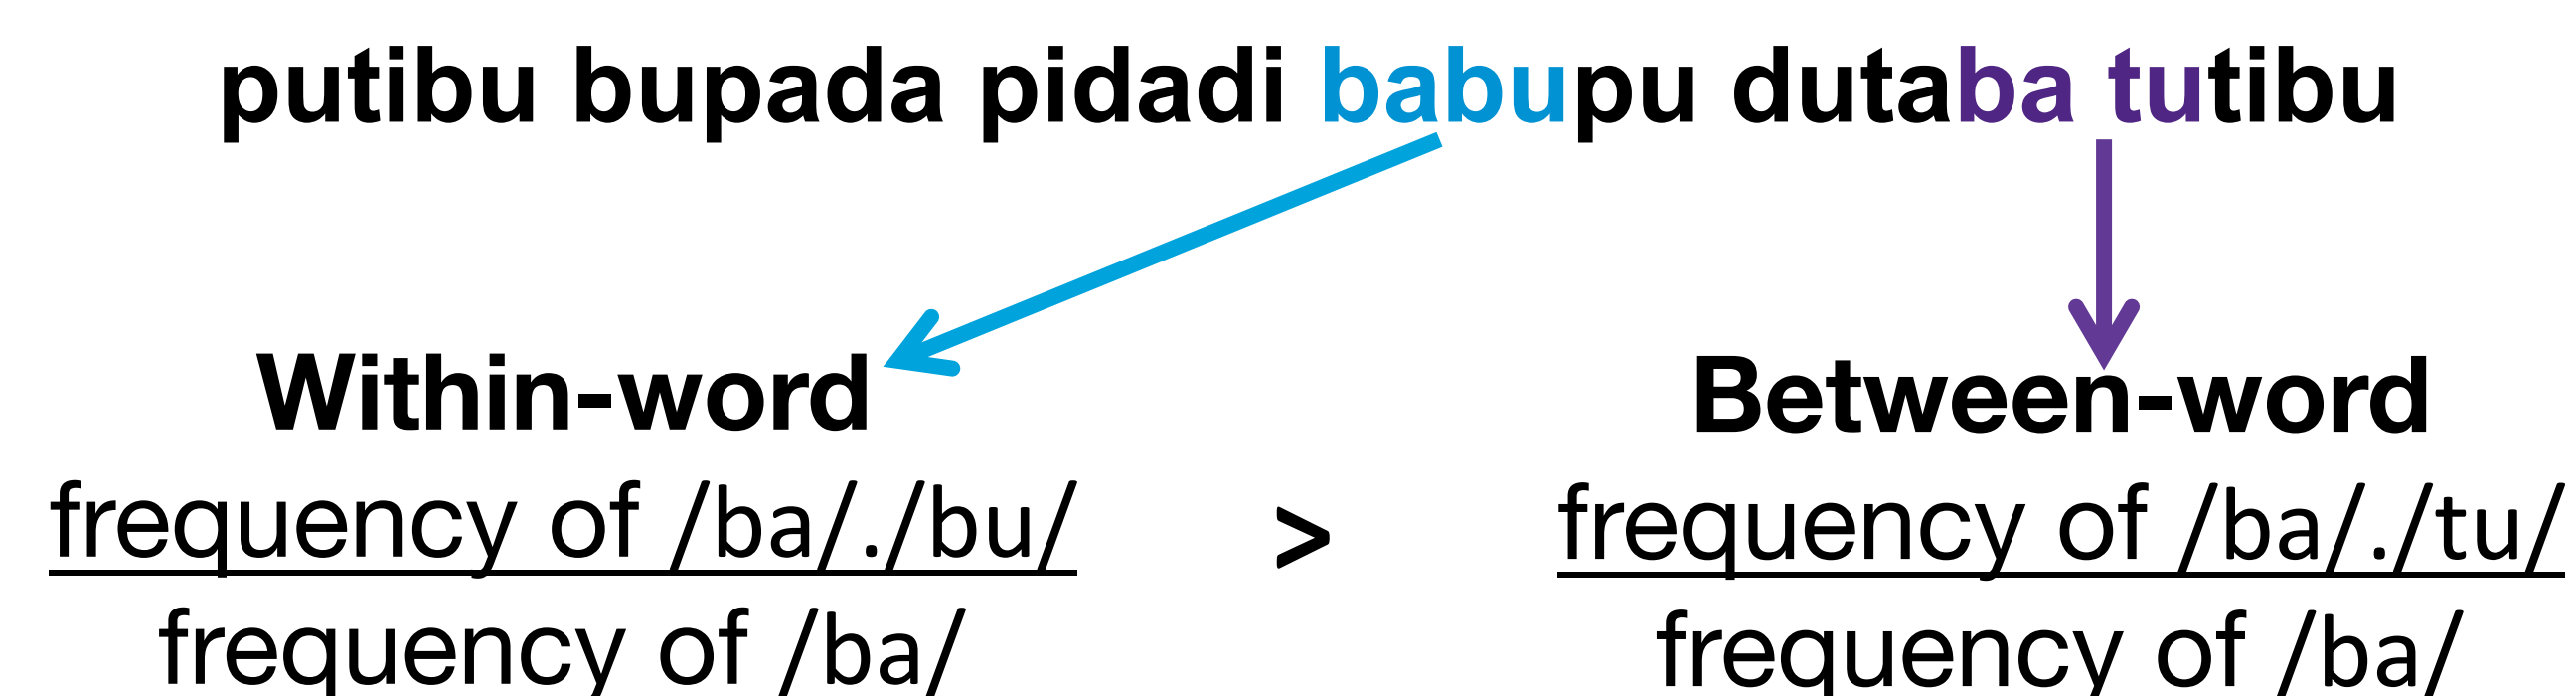 putibu bupada pidadi babupu dutaba tutibu
Within-word Between-word
frequency of /ba/./bu/ > frequency of /ba/./tu/
frequency of /ba/ frequency of /ba/